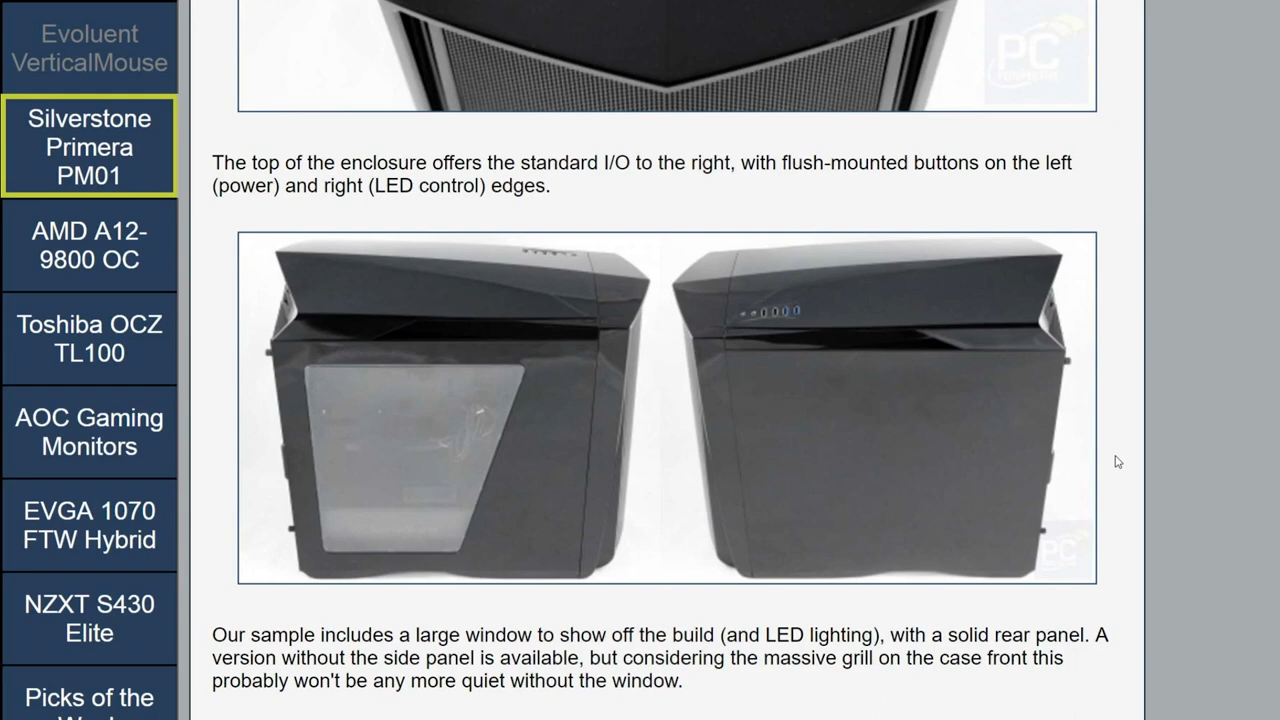 Evoluent
VerticalMouse
Silverstone
Primera
PM01
AMD A12-
9800 OC
Toshiba OCZ
TL100
AOC Gaming
Monitors
EVGA 1070
FTW Hybrid
NZXT S430
Elite
Picks of the
PC
The top of the enclosure offers the standard I/O to the right, with flush-mounted buttons on the left
(power) and right (LED control) edges.
PC
Our sample includes a large window to show off the build (and LED lighting), with a solid rear panel. A
version without the side panel is available, but considering the massive grill on the case front this
probably won't be any more quiet without the window.